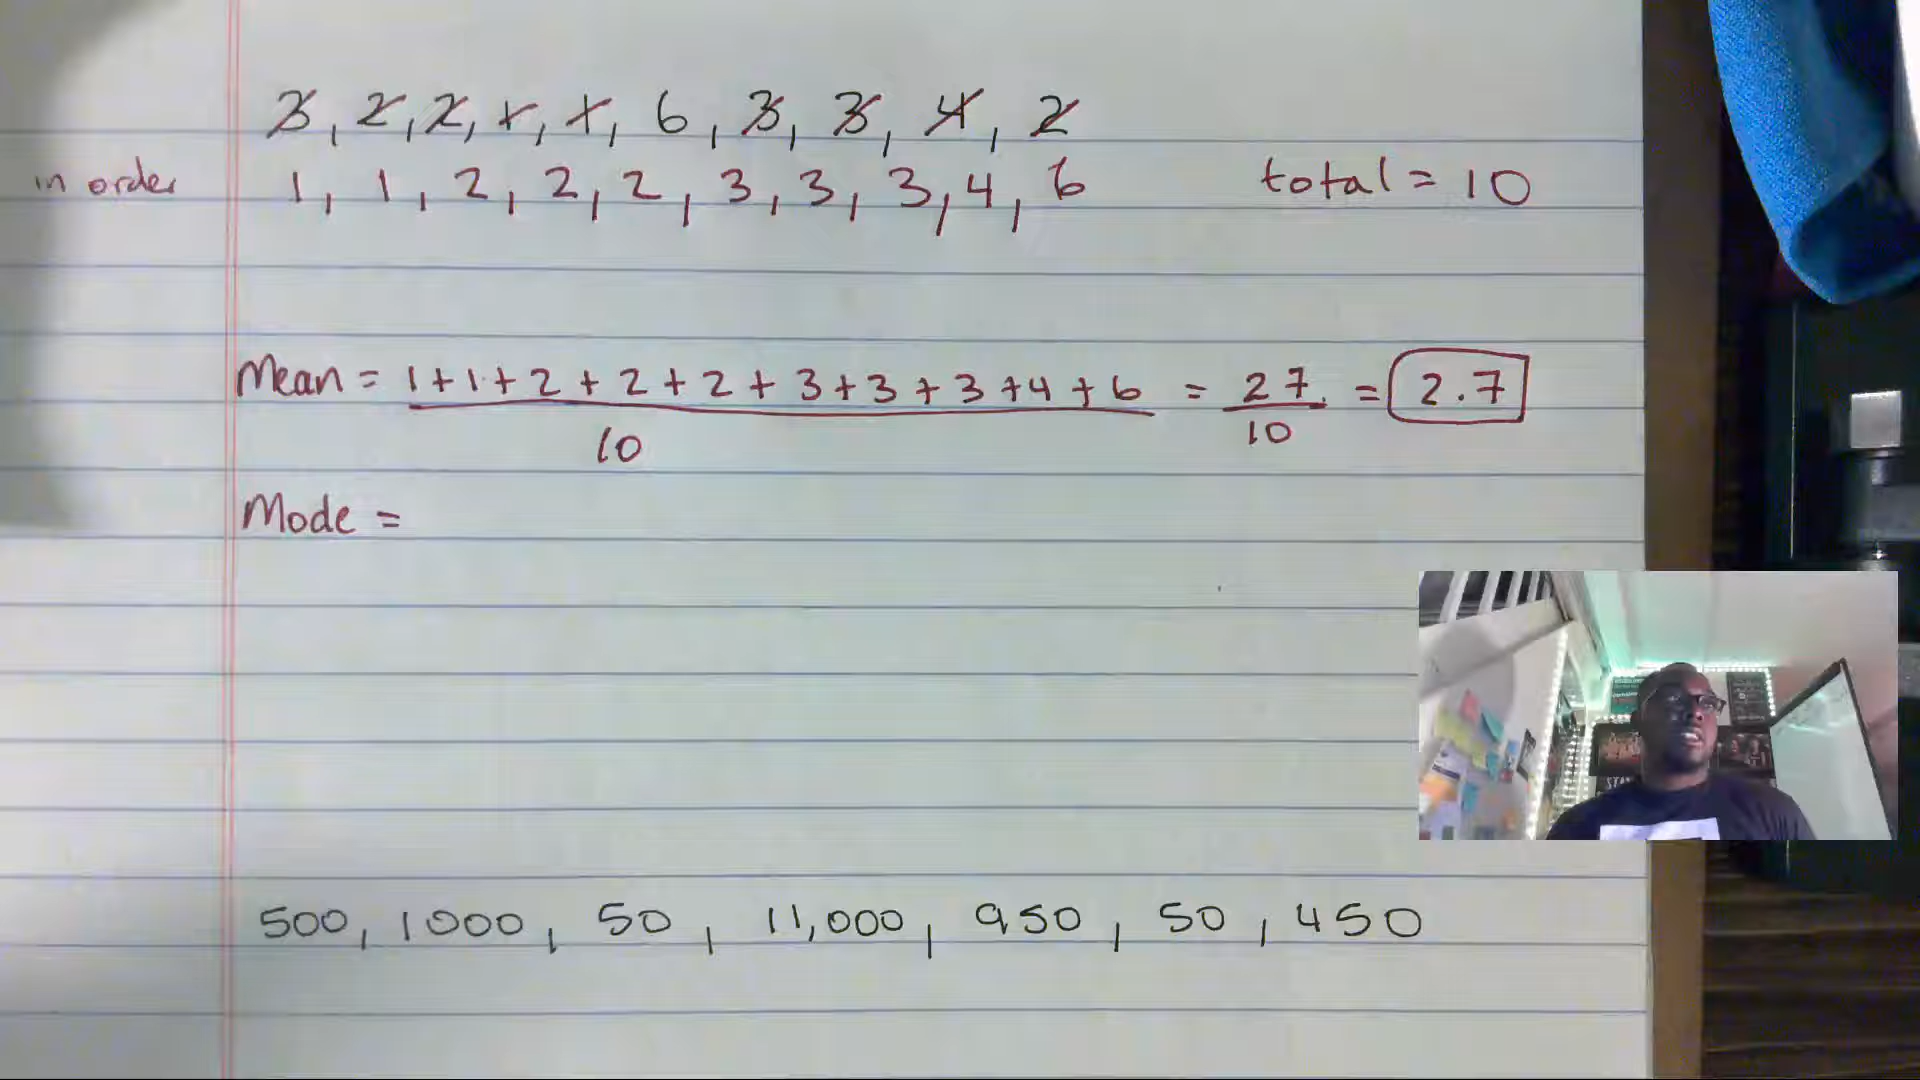 3, 2, 2, 1, 1, 6, 3, 3, 4, 2
in order 1, 1, 2, 2, 2, 3, 3, 3, 4, 6 total = 10
Mean = 1+1+2+2+2+3+3+3+4+6 = 27 = 2.7
10 10
Mode =
500, 1000, 50, 11,000, 950, 50, 450